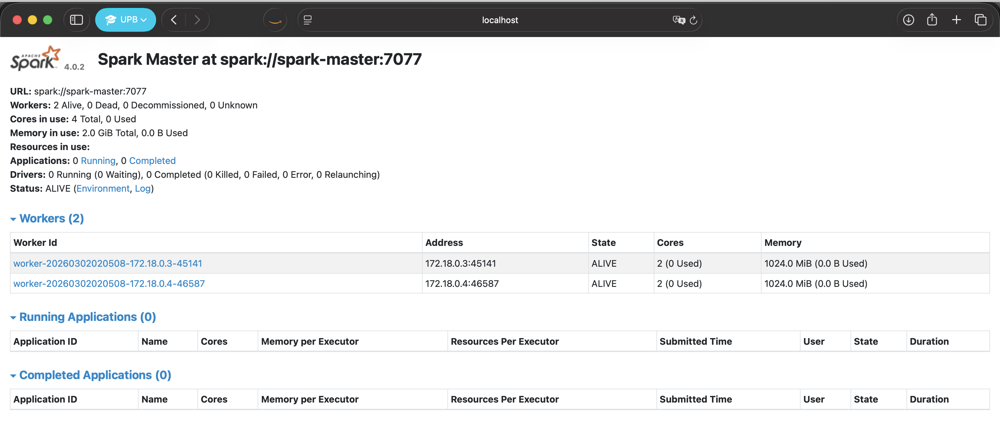 UPB
localhost
APACHE
Spark 4.0.2 Spark Master at spark://spark-master:7077
URL: spark://spark-master:7077
Workers: 2 Alive, 0 Dead, 0 Decommissioned, 0 Unknown
Cores in use: 4 Total, 0 Used
Memory in use: 2.0 GiB Total, 0.0 B Used
Resources in use:
Applications: 0 Running, 0 Completed
Drivers: 0 Running (0 Waiting), 0 Completed (0 Killed, 0 Failed, 0 Error, 0 Relaunching)
Status: ALIVE (Environment, Log)
Workers (2)
Worker Id Address State Cores Memory
worker-20260302020508-172.18.0.3-45141 172.18.0.3:45141 ALIVE 2 (0 Used) 1024.0 MiB (0.0 B Used)
worker-20260302020508-172.18.0.4-46587 172.18.0.4:46587 ALIVE 2 (0 Used) 1024.0 MiB (0.0 B Used)
Running Applications (0)
Application ID Name Cores Memory per Executor Resources Per Executor Submitted Time User State Duration
Completed Applications (0)
Application ID Name Cores Memory per Executor Resources Per Executor Submitted Time User State Duration